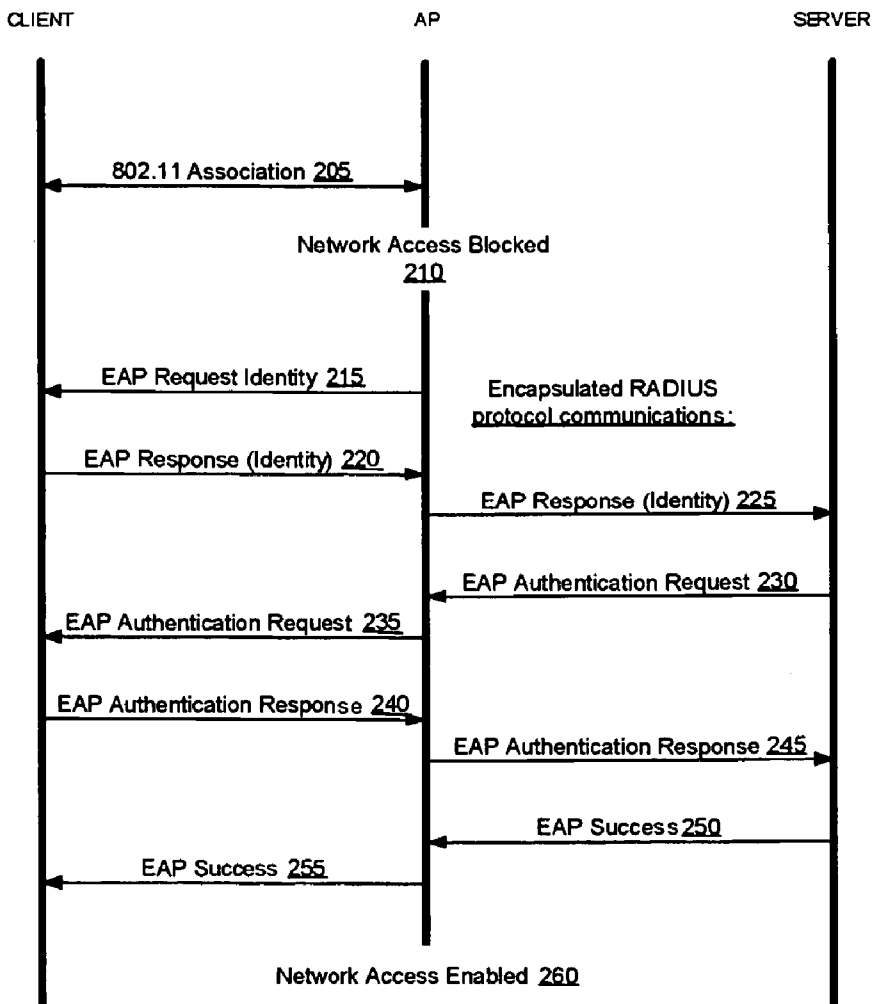 CLIENT
AP
SERVER
802.11 Association 205
Network Access Blocked
210
EAP Request Identity 215
Encapsulated RADIUS
protocol communications:
EAP Response (Identity) 220
EAP Response (Identity) 225
EAP Authentication Request 230
EAP Authentication Request 235
EAP Authentication Response 240
EAP Authentication Response 245
EAP Success 250
EAP Success 255
Network Access Enabled 260